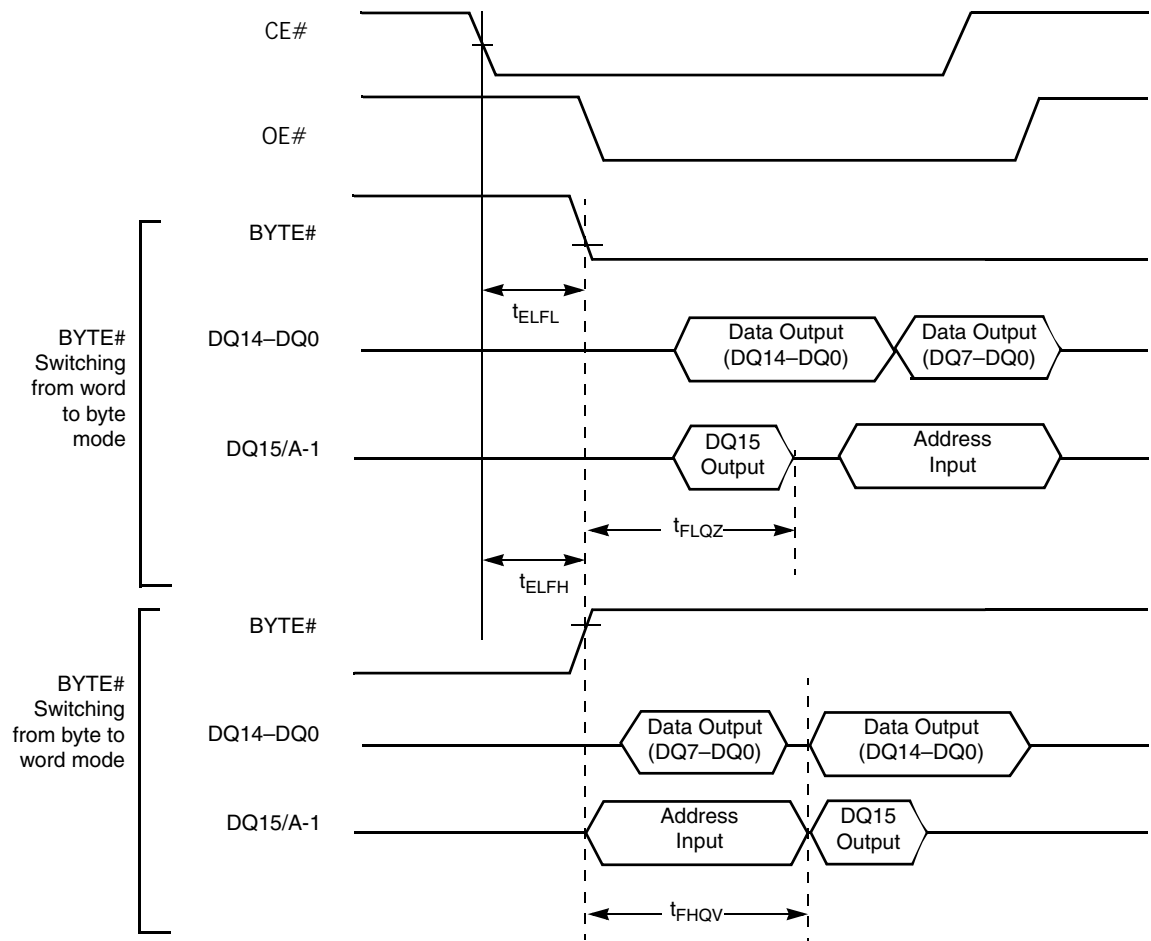 CE#
OE#
BYTE#
tELFL
BYTE#
Switching
from word
to byte
mode
DQ14–DQ0
Data Output
(DQ14–DQ0)
Data Output
(DQ7–DQ0)
DQ15/A-1
DQ15
Output
Address
Input
tFLQZ
tELFH
BYTE#
BYTE#
Switching
from byte to
word mode
DQ14–DQ0
Data Output
(DQ7–DQ0)
Data Output
(DQ14–DQ0)
DQ15/A-1
Address
Input
DQ15
Output
tFHQV